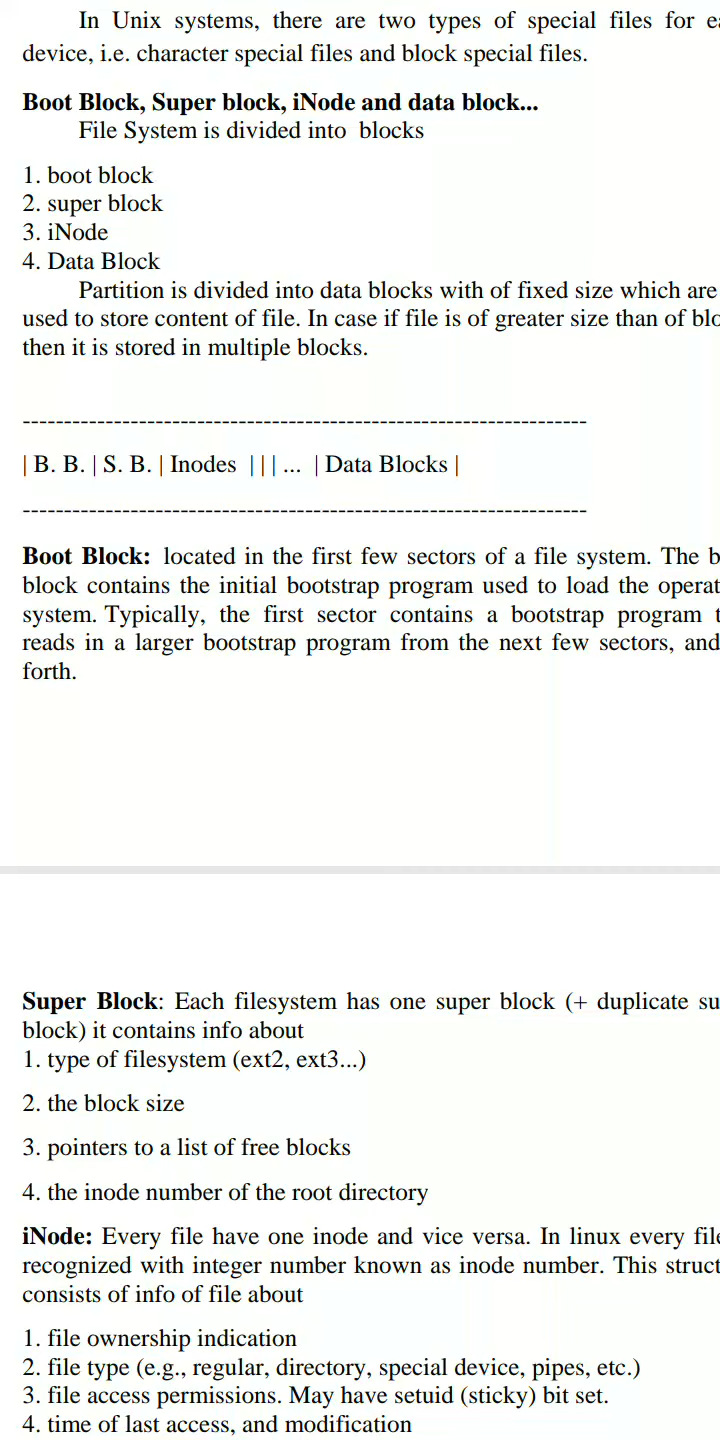 In Unix systems, there are two types of special files for
device, i.e. character special files and block special files.
Boot Block, Super block, iNode and data block...
File System is divided into blocks
1. boot block
2. super block
3. iNode
4. Data Block
Partition is divided into data blocks with of fixed size which are
used to store content of file. In case if file is of greater size than of
then it is stored in multiple blocks.
--------------------------------------------------------------------
| B. B. | S. B. | Inodes | | | ... | Data Blocks |
--------------------------------------------------------------------
Boot Block: located in the first few sectors of a file system. The
block contains the initial bootstrap program used to load the
system. Typically, the first sector contains a bootstrap program
reads in a larger bootstrap program from the next few sectors, and
forth.
Super Block: Each filesystem has one super block (+ duplicate
block) it contains info about
1. type of filesystem (ext2, ext3...)
2. the block size
3. pointers to a list of free blocks
4. the inode number of the root directory
iNode: Every file have one inode and vice versa. In linux every
recognized with integer number known as inode number. This
consists of info of file about
1. file ownership indication
2. file type (e.g., regular, directory, special device, pipes, etc.)
3. file access permissions. May have setuid (sticky) bit set.
4. time of last access, and modification